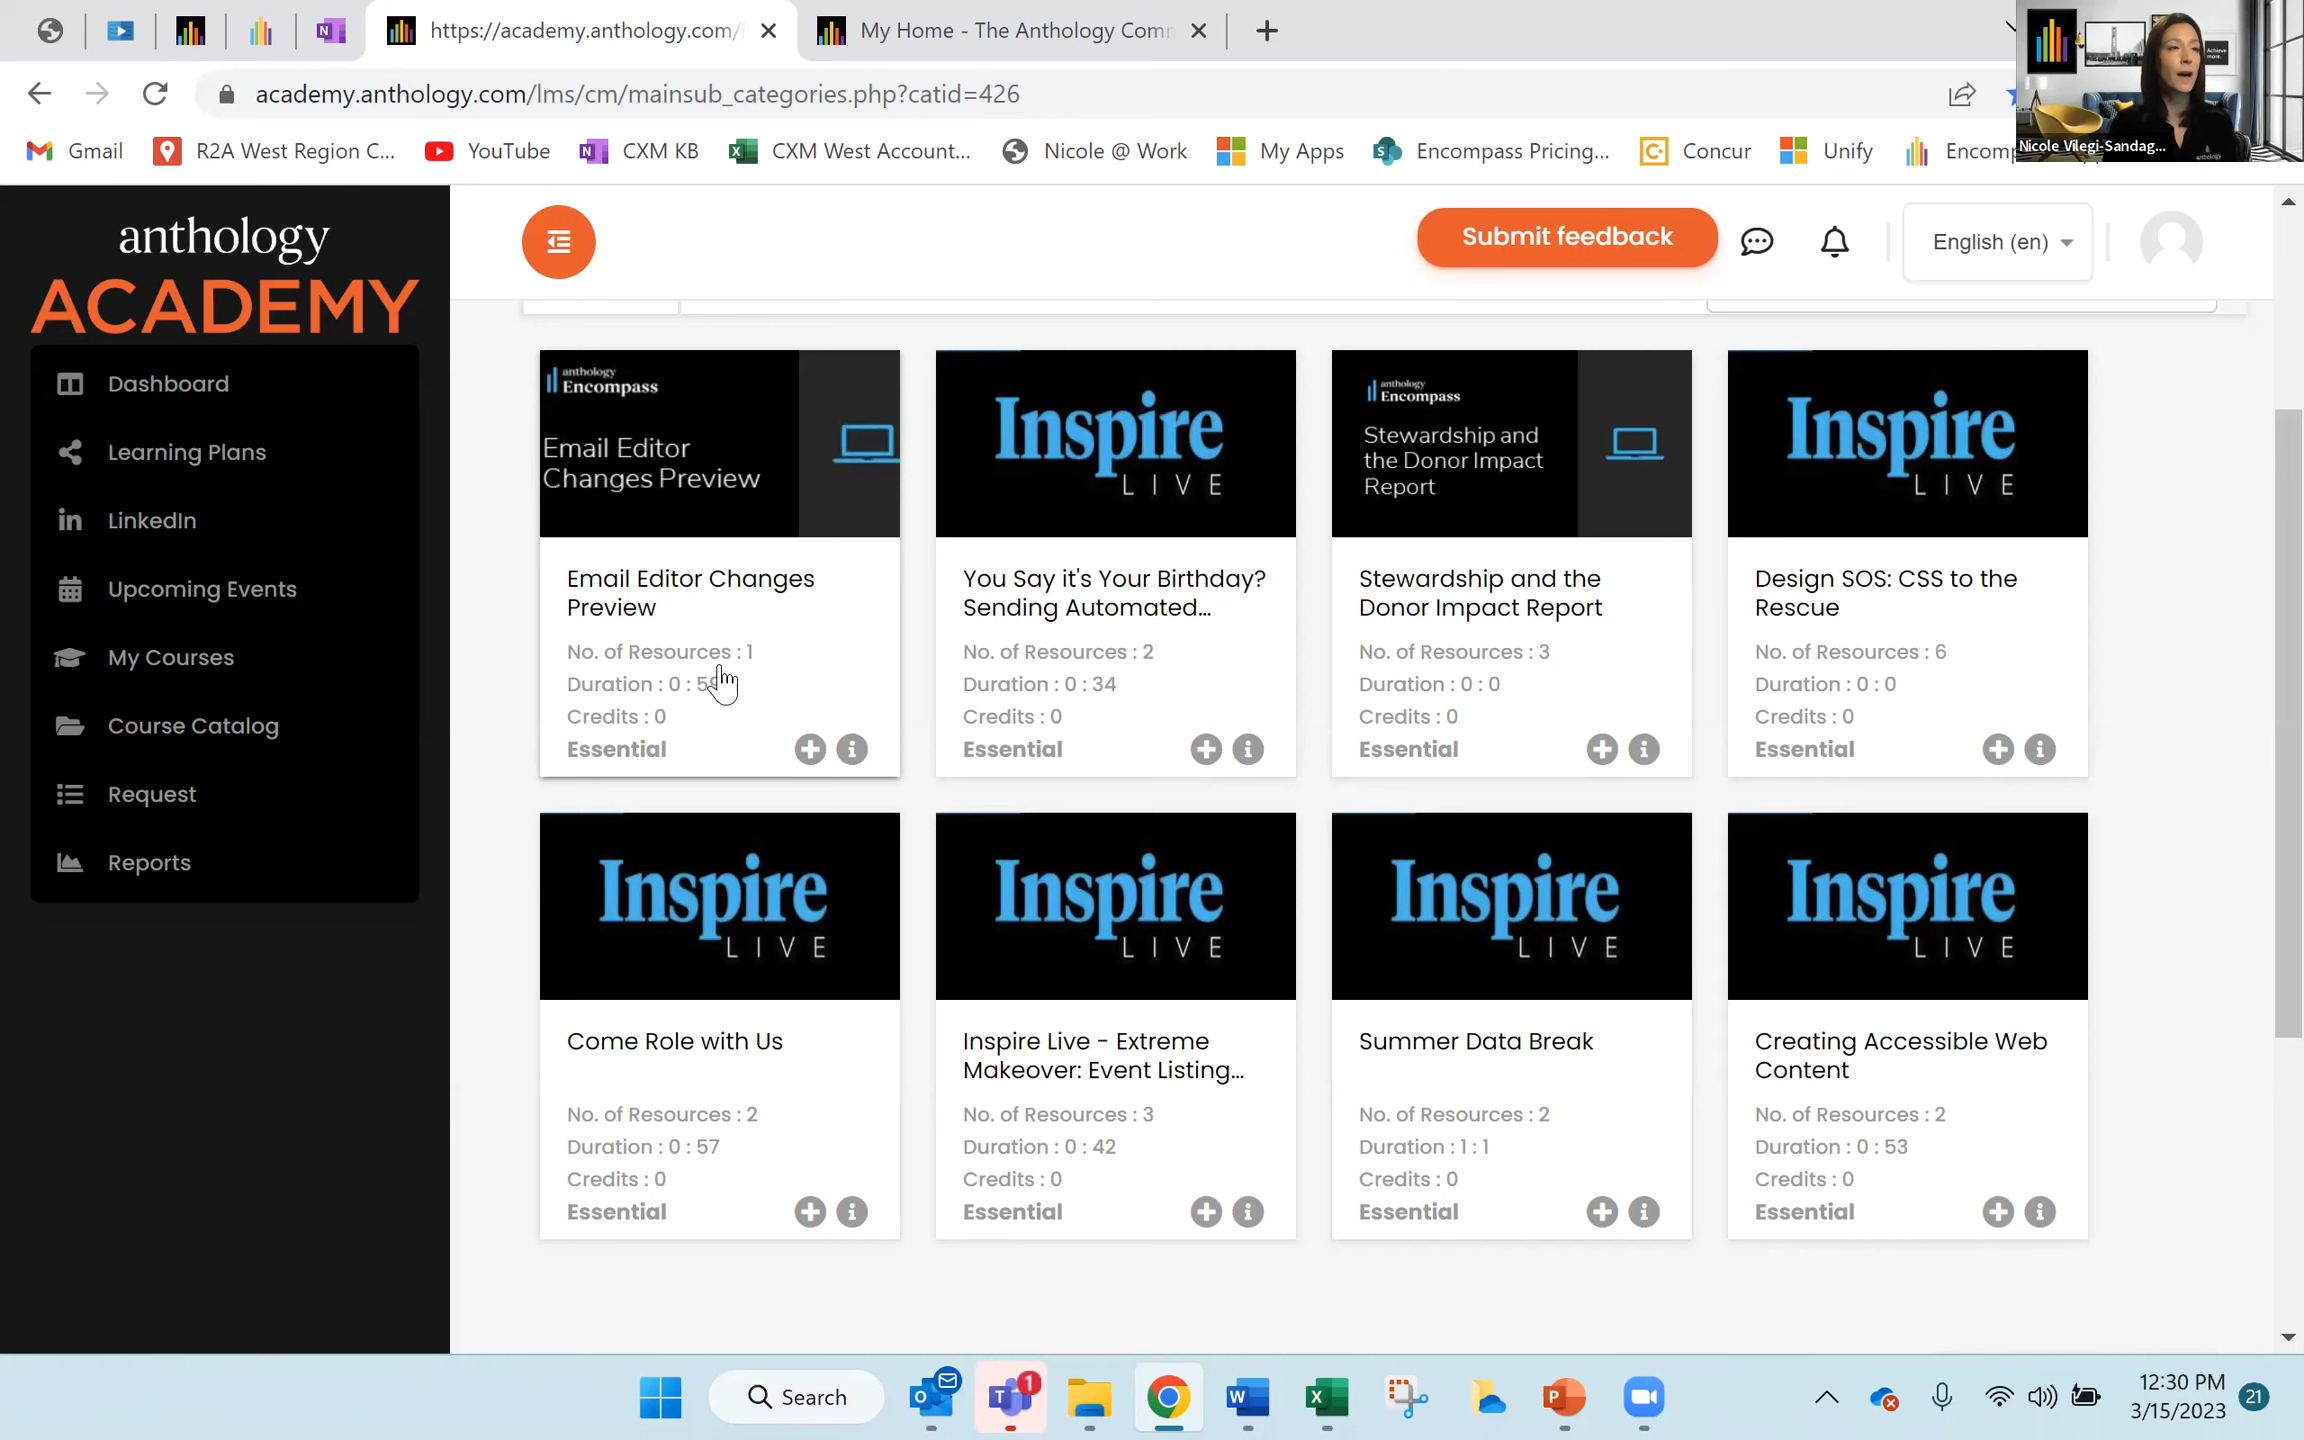 https://academy.anthology.com/
My Home - The Anthology Com
academy.anthology.com/lms/cm/mainsub_categories.php?catid=426
Gmail
R2A West Region C...
YouTube
CXM KB
CXM West Account...
Nicole @ Work
My Apps
Encompass Pricing...
Concur
Unify
Encomp
Achieve
more.
anthology
Nicole Vilegi-Sandag...
anthology
ACADEMY
Dashboard
Learning Plans
LinkedIn
Upcoming Events
My Courses
Course Catalog
Request
Reports
Submit feedback
English (en)
anthology
Encompass
Email Editor
Changes Preview
Email Editor Changes
Preview
No. of Resources : 1
Duration : 0 :
Credits : 0
Essential
Inspire
LIVE
You Say it's Your Birthday?
Sending Automated...
No. of Resources : 2
Duration : 0 : 34
Credits : 0
Essential
anthology
Encompass
Stewardship and
the Donor Impact
Report
Stewardship and the
Donor Impact Report
No. of Resources : 3
Duration : 0 : 0
Credits : 0
Essential
Inspire
LIVE
Design SOS: CSS to the
Rescue
No. of Resources : 6
Duration : 0 : 0
Credits : 0
Essential
Inspire
LIVE
Come Role with Us
No. of Resources : 2
Duration : 0 : 57
Credits : 0
Essential
Inspire
LIVE
Inspire Live - Extreme
Makeover: Event Listing...
No. of Resources : 3
Duration : 0 : 42
Credits : 0
Essential
Inspire
LIVE
Summer Data Break
No. of Resources : 2
Duration : 1 : 1
Credits : 0
Essential
Inspire
LIVE
Creating Accessible Web
Content
No. of Resources : 2
Duration : 0 : 53
Credits : 0
Essential
Search
1
12:30 PM
3/15/2023
21